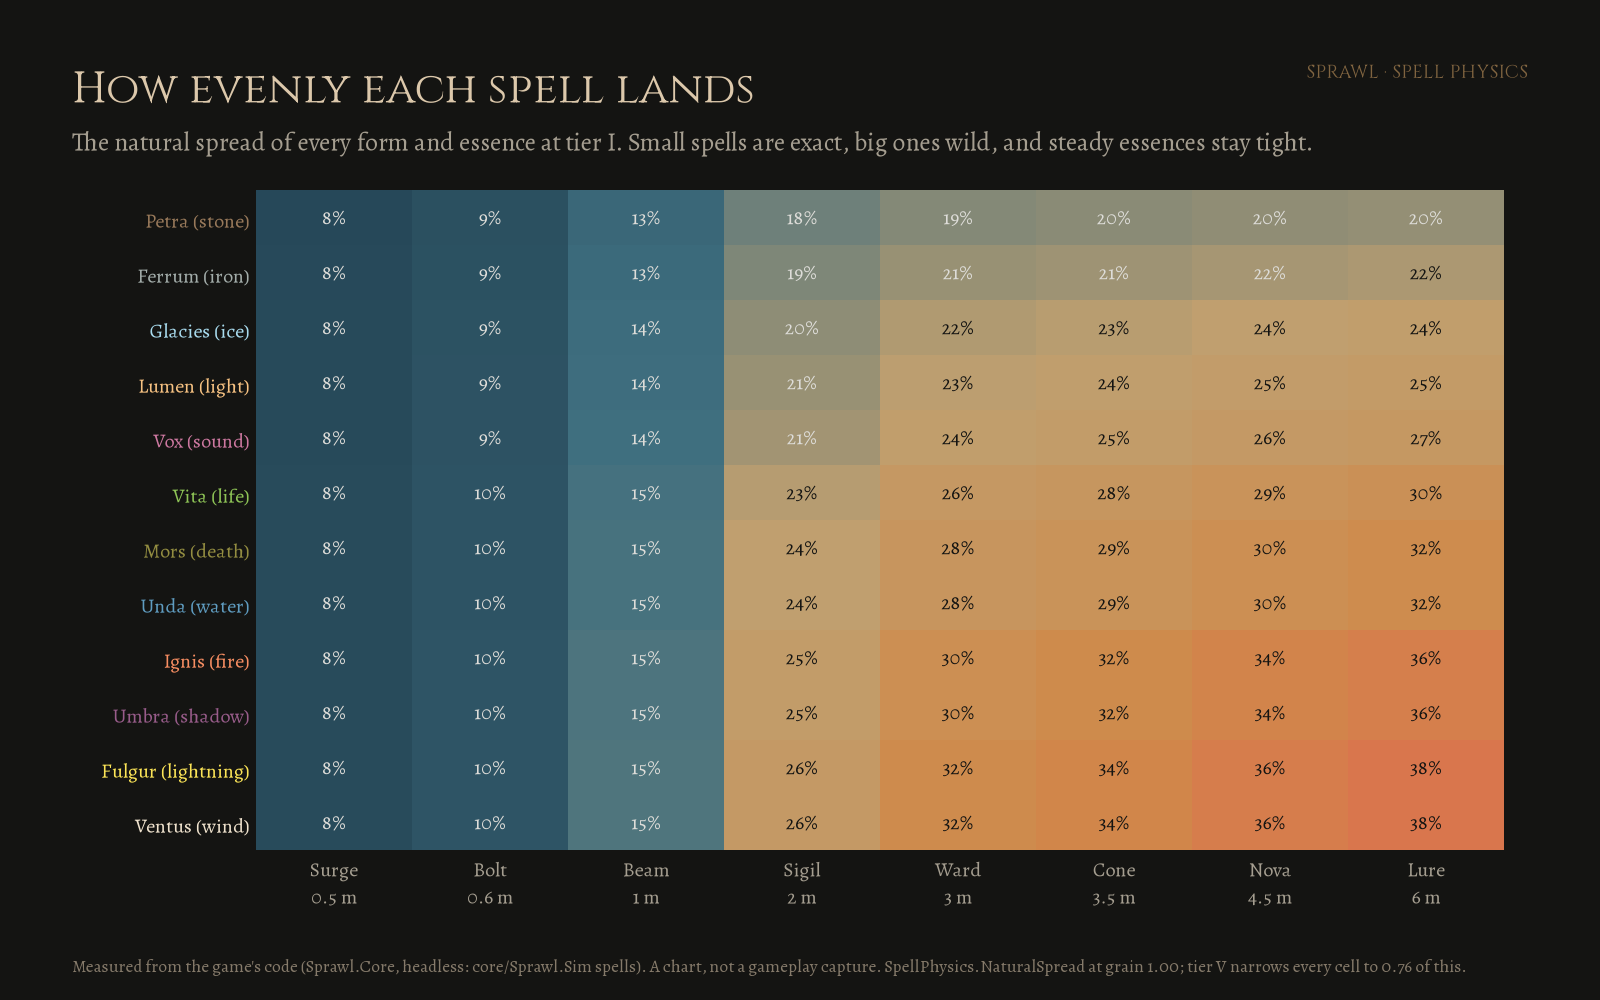 How evenly each spell lands
SPRAWL · SPELL PHYSICS
The natural spread of every form and essence at tier I. Small spells are exact, big ones wild, and steady essences stay tight.
Petra (stone) 8% 9% 13% 18% 19% 20% 20% 20%
Ferrum (iron) 8% 9% 13% 19% 21% 21% 22% 22%
Glacies (ice) 8% 9% 14% 20% 22% 23% 24% 24%
Lumen (light) 8% 9% 14% 21% 23% 24% 25% 25%
Vox (sound) 8% 9% 14% 21% 24% 25% 26% 27%
Vita (life) 8% 10% 15% 23% 26% 28% 29% 30%
Mors (death) 8% 10% 15% 24% 28% 29% 30% 32%
Unda (water) 8% 10% 15% 24% 28% 29% 30% 32%
Ignis (fire) 8% 10% 15% 25% 30% 32% 34% 36%
Umbra (shadow) 8% 10% 15% 25% 30% 32% 34% 36%
Fulgur (lightning) 8% 10% 15% 26% 32% 34% 36% 38%
Ventus (wind) 8% 10% 15% 26% 32% 34% 36% 38%
Surge Bolt Beam Sigil Ward Cone Nova Lure
0.5 m 0.6 m 1 m 2 m 3 m 3.5 m 4.5 m 6 m
Measured from the game's code (Sprawl.Core, headless: core/Sprawl.Sim spells). A chart, not a gameplay capture. SpellPhysics.NaturalSpread at grain 1.00; tier V narrows every cell to 0.76 of this.